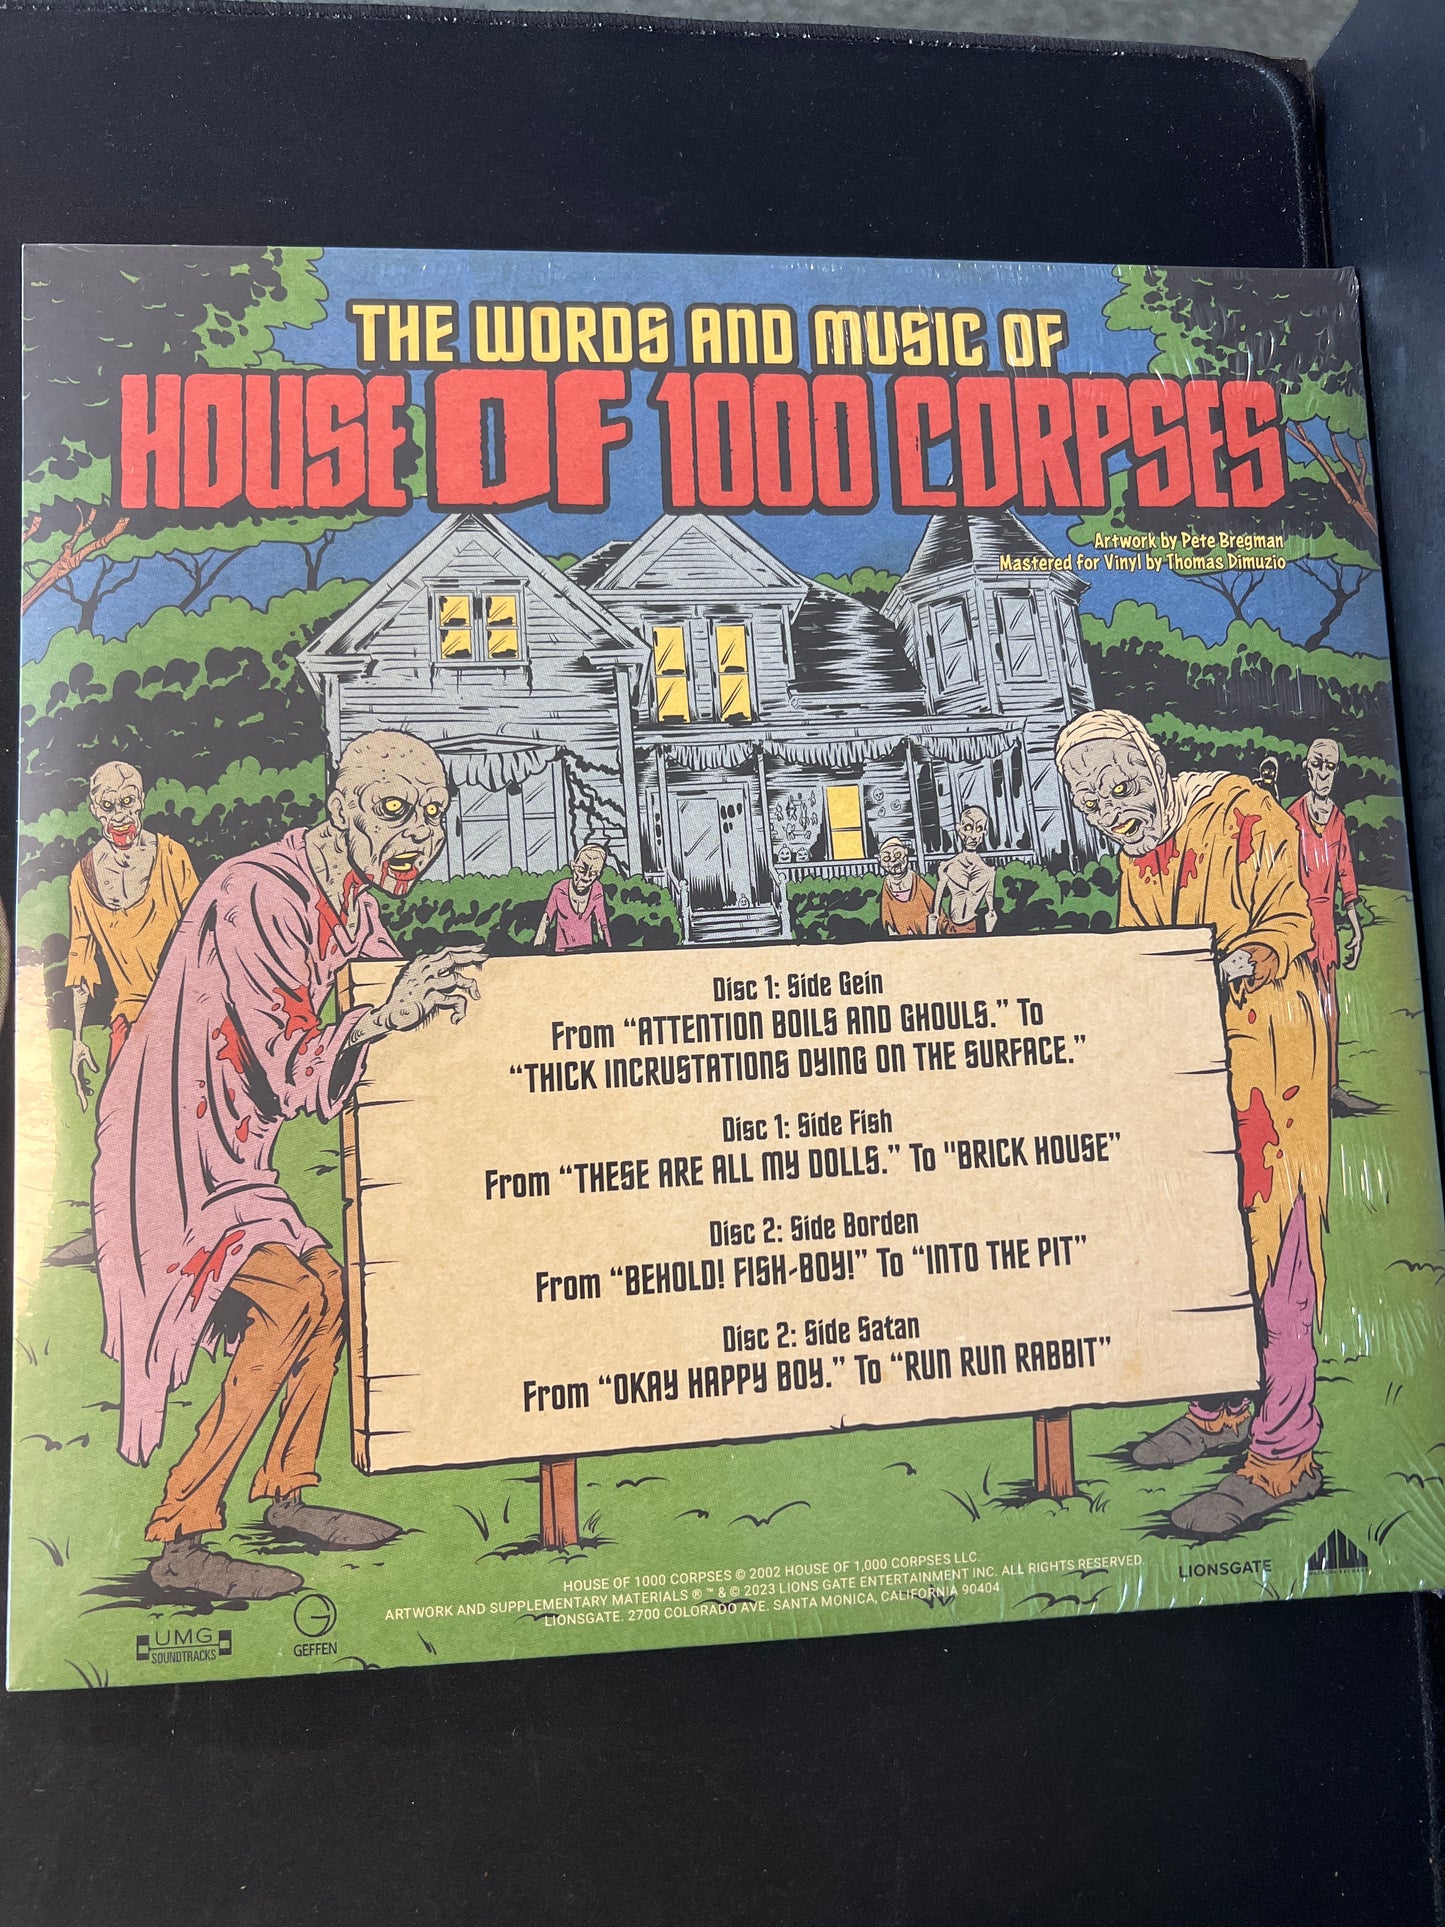 THE WORDS AND MUSIC OF
HOUSE OF 1000 CORPSES
Artwork by Pete Bregman
Mastered for Vinyl by Thomas Dimuzio
Disc 1: Side Gein
From “ATTENTION BOILS AND GHOULS.” To
“THICK INCRUSTATIONS DYING ON THE SURFACE.”
Disc 1: Side Fish
From “THESE ARE ALL MY DOLLS.” To "BRICK HOUSE”
Disc 2: Side Borden
From “BEHOLD! FISH-BOY!” To “INTO THE PIT”
Disc 2: Side Satan
From “OKAY HAPPY BOY.” To “RUN RUN RABBIT”
HOUSE OF 1000 CORPSES © 2002 HOUSE OF 1,000 CORPSES LLC.
ARTWORK AND SUPPLEMENTARY MATERIALS ® ™ & © 2023 LIONS GATE ENTERTAINMENT INC. ALL RIGHTS RESERVED
LIONSGATE. 2700 COLORADO AVE. SANTA MONICA, CALIFORNIA 90404
LIONSGATE
UMG
SOUNDTRACKS
GEFFEN